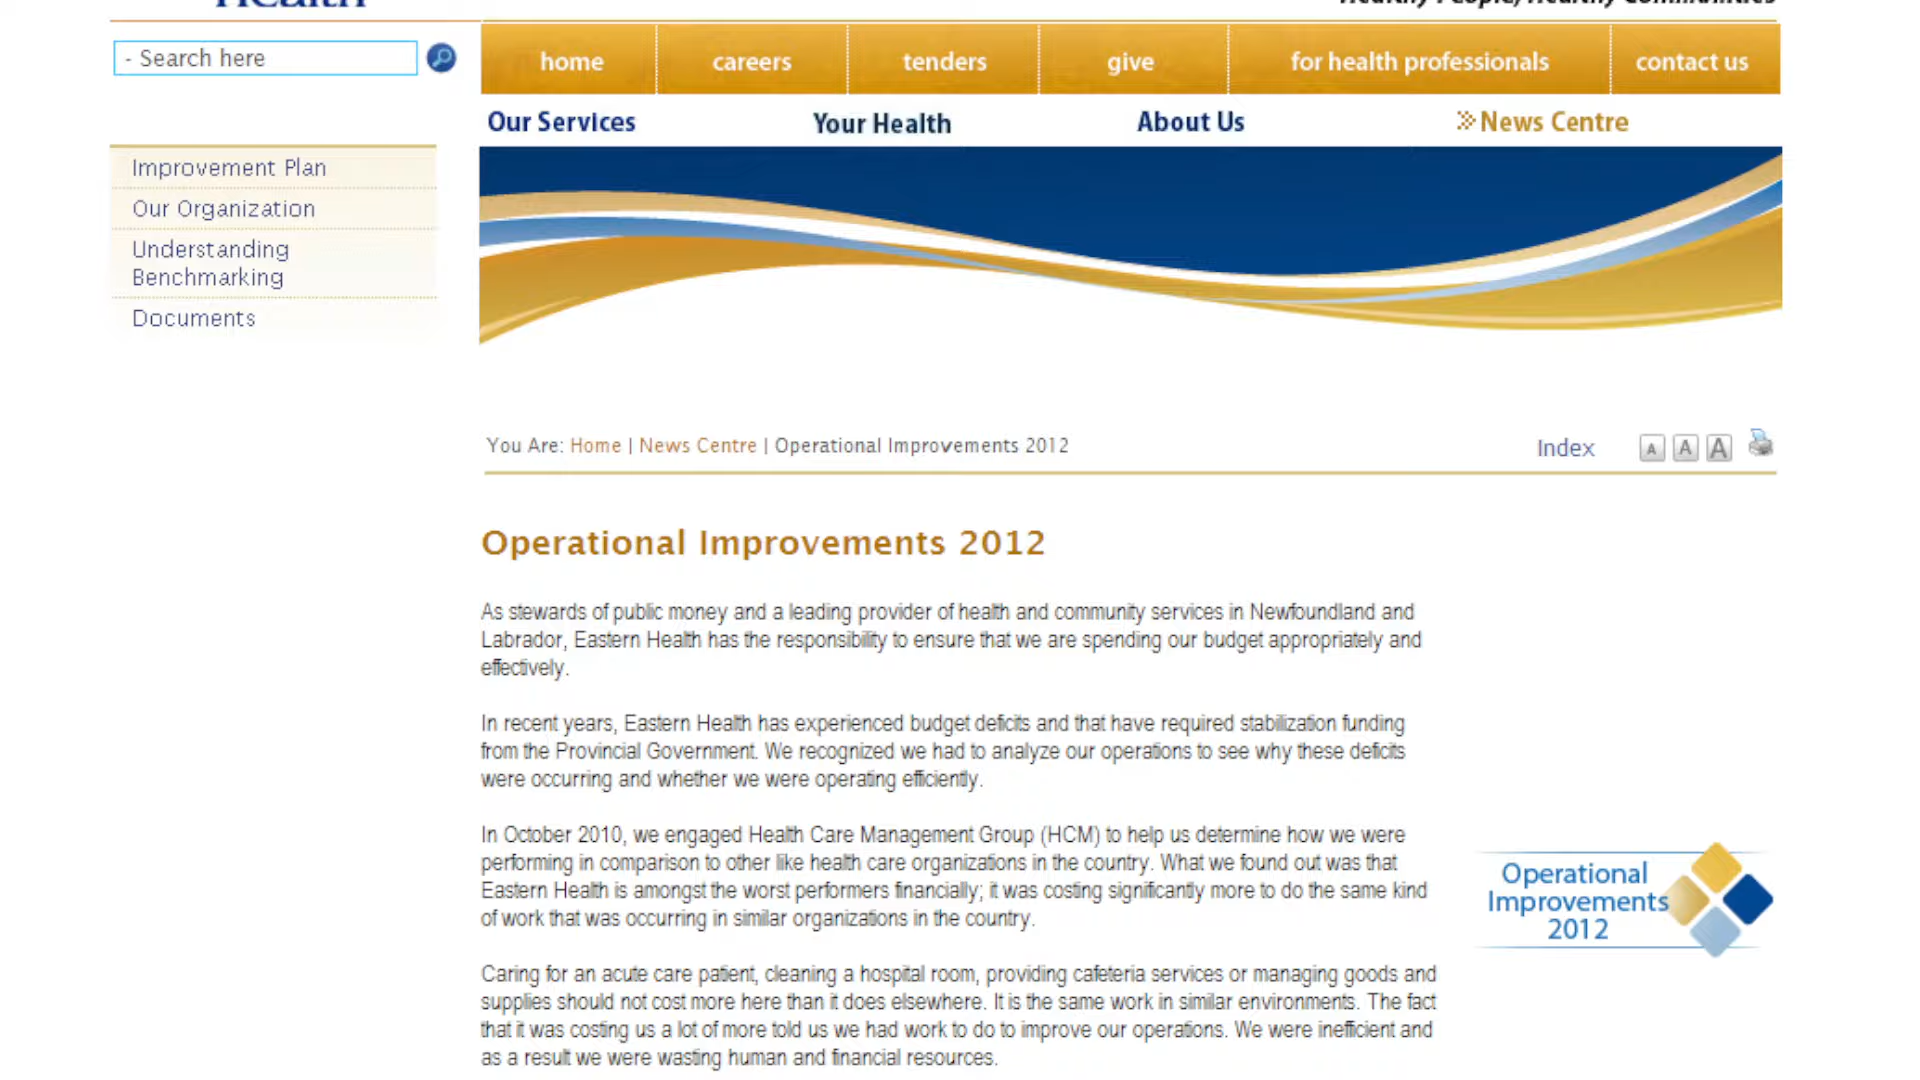 Health
Healthy People, Healthy Communities
- Search here
home careers tenders give for health professionals contact us
Our Services Your Health About Us News Centre
Improvement Plan
Our Organization
Understanding
Benchmarking
Documents
You Are: Home | News Centre | Operational Improvements 2012
Index A A A
Operational Improvements 2012
As stewards of public money and a leading provider of health and community services in Newfoundland and
Labrador, Eastern Health has the responsibility to ensure that we are spending our budget appropriately and
effectively.
In recent years, Eastern Health has experienced budget deficits and that have required stabilization funding
from the Provincial Government. We recognized we had to analyze our operations to see why these deficits
were occurring and whether we were operating efficiently.
In October 2010, we engaged Health Care Management Group (HCM) to help us determine how we were
performing in comparison to other like health care organizations in the country. What we found out was that
Eastern Health is amongst the worst performers financially; it was costing significantly more to do the same kind
of work that was occurring in similar organizations in the country.
Operational
Improvements
2012
Caring for an acute care patient, cleaning a hospital room, providing cafeteria services or managing goods and
supplies should not cost more here than it does elsewhere. It is the same work in similar environments. The fact
that it was costing us a lot of more told us we had work to do to improve our operations. We were inefficient and
as a result we were wasting human and financial resources.